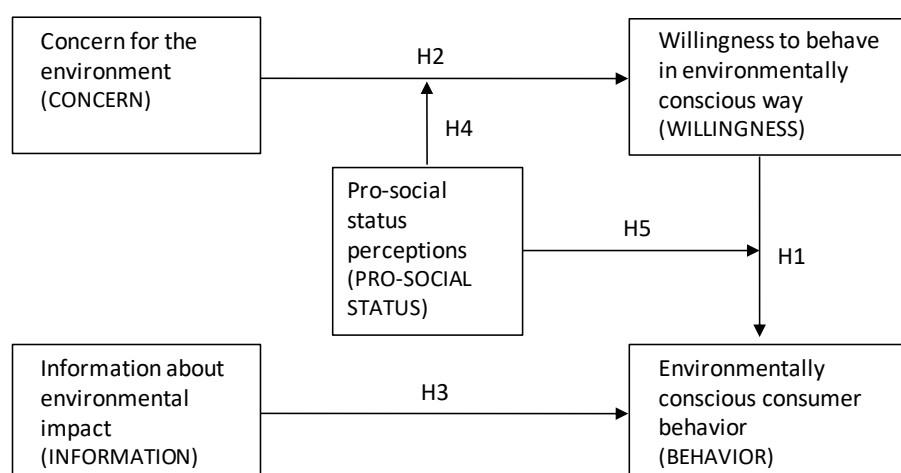 Concern for the
environment
(CONCERN)
H2
Willingness to behave
in environmentally
conscious way
(WILLINGNESS)
H4
Pro-social
status
perceptions
(PRO-SOCIAL
STATUS)
H5
H1
Information about
environmental
impact
(INFORMATION)
H3
Environmentally
conscious consumer
behavior
(BEHAVIOR)